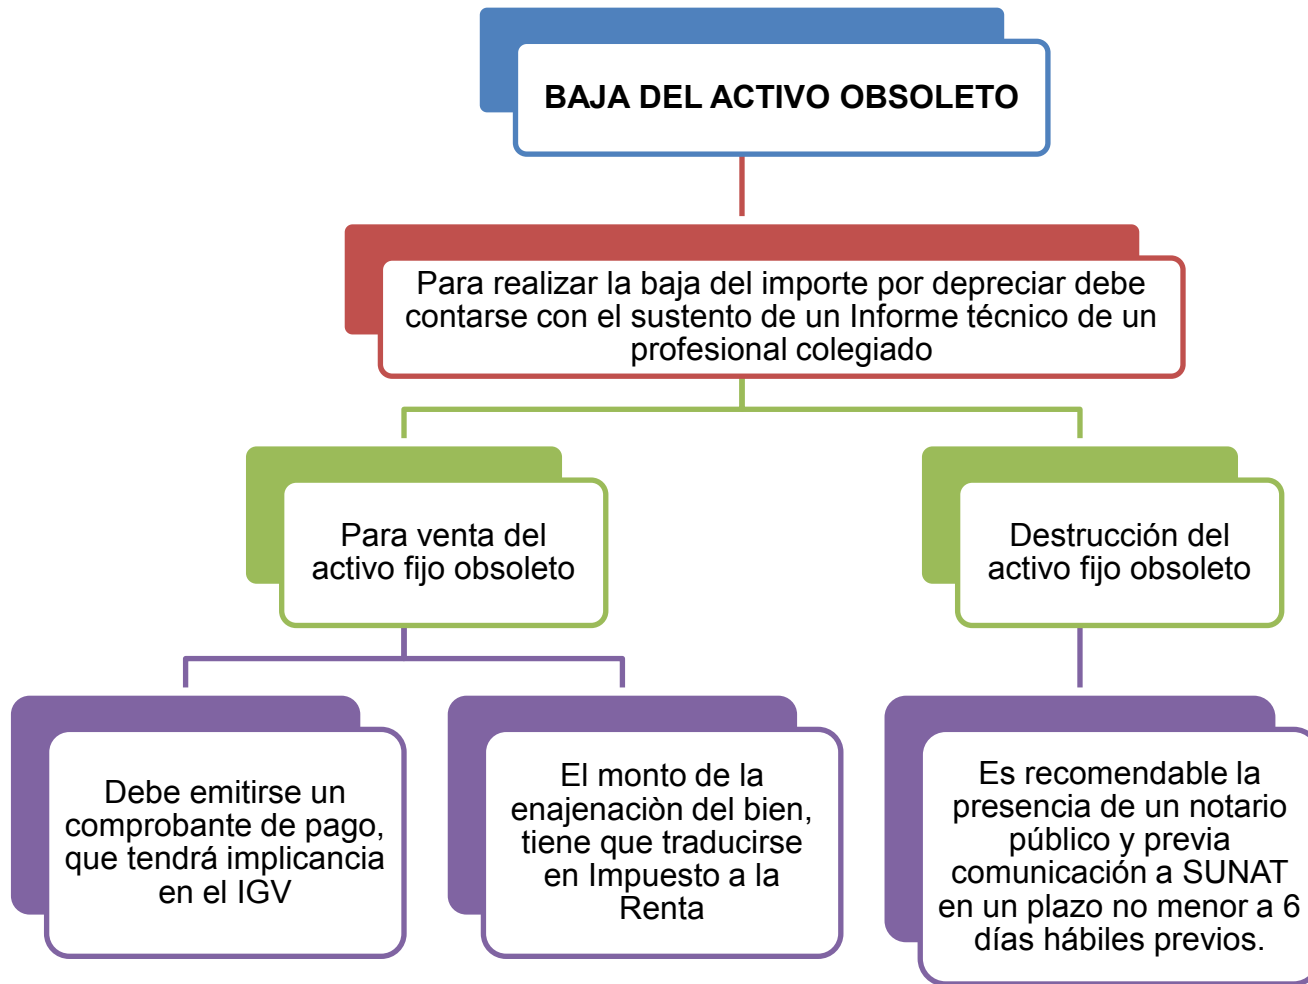 BAJA DEL ACTIVO OBSOLETO
Para realizar la baja del importe por depreciar debe
contarse con el sustento de un Informe técnico de un
profesional colegiado
Para venta del
activo fijo obsoleto
Destrucción del
activo fijo obsoleto
Debe emitirse un
comprobante de pago,
que tendrá implicancia
en el IGV
El monto de la
enajenaciòn del bien,
tiene que traducirse
en Impuesto a la
Renta
Es recomendable la
presencia de un notario
público y previa
comunicación a SUNAT
en un plazo no menor a 6
días hábiles previos.